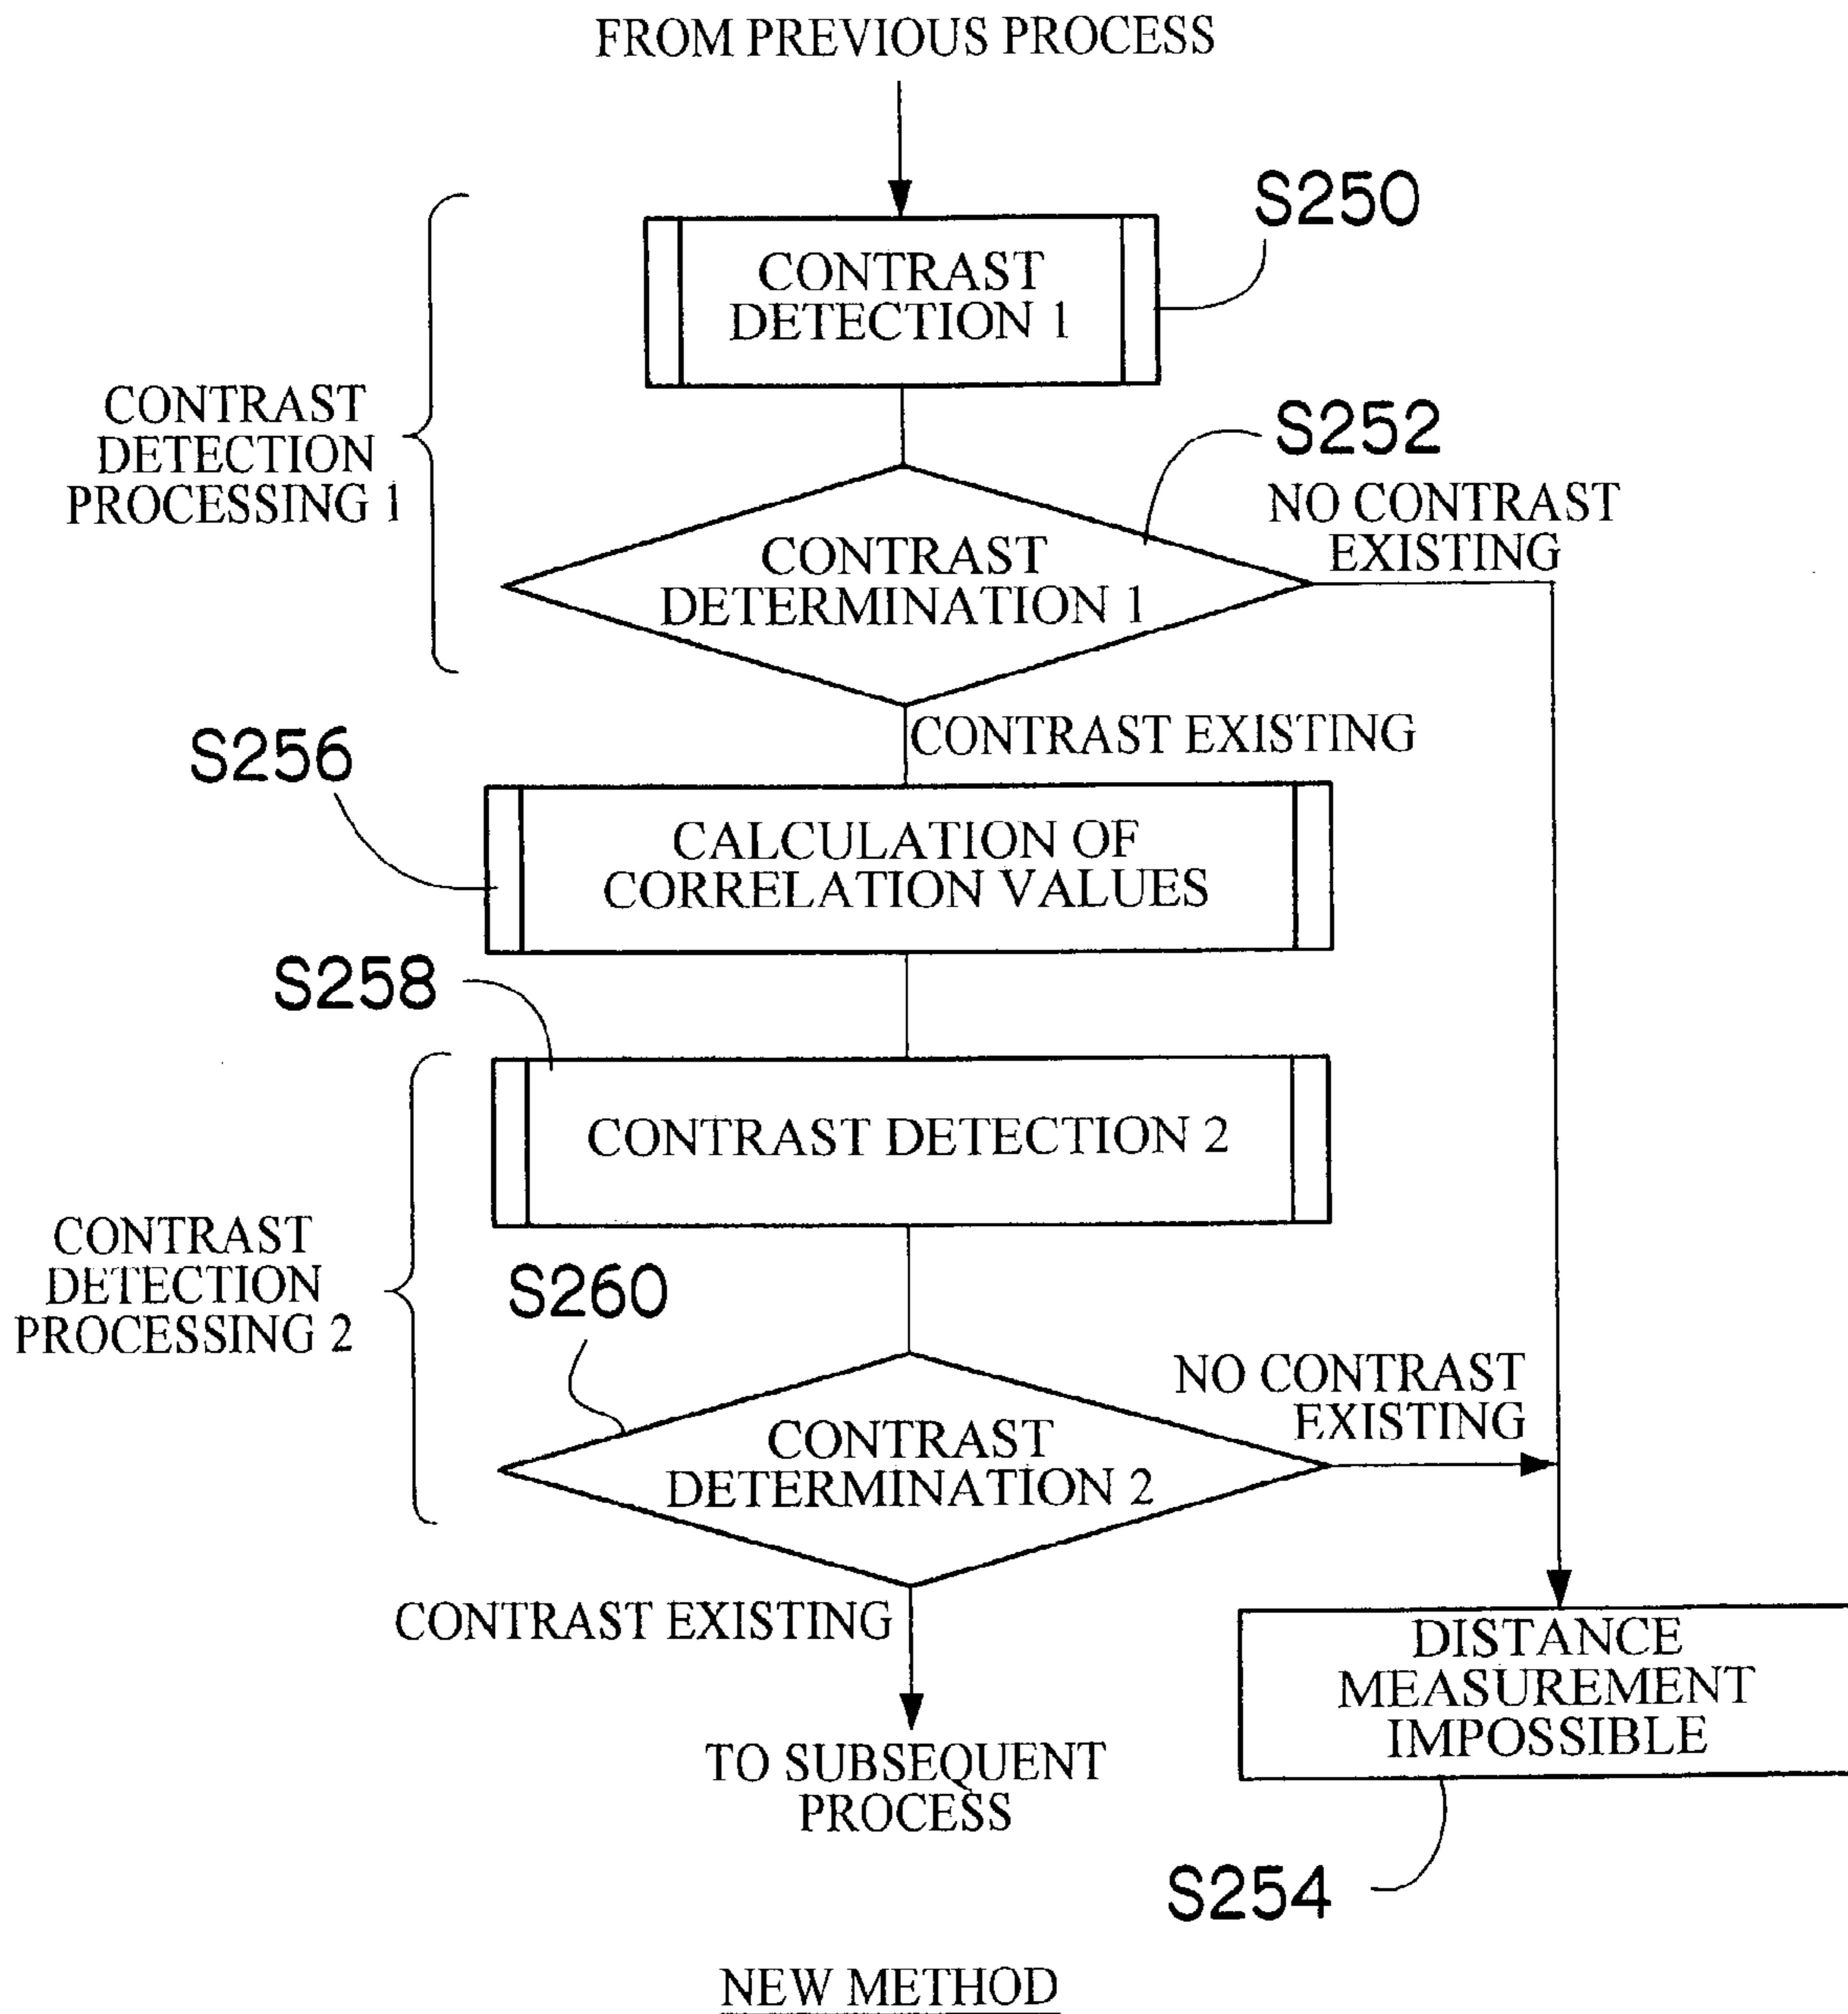 FROM PREVIOUS PROCESS
S250
CONTRAST
DETECTION 1
CONTRAST
DETECTION
PROCESSING 1
S252
NO CONTRAST
EXISTING
CONTRAST
DETERMINATION 1
CONTRAST EXISTING
S256
CALCULATION OF
CORRELATION VALUES
S258
CONTRAST DETECTION 2
CONTRAST
DETECTION
PROCESSING 2
S260
NO CONTRAST
EXISTING
CONTRAST
DETERMINATION 2
CONTRAST EXISTING
DISTANCE
MEASUREMENT
IMPOSSIBLE
TO SUBSEQUENT
PROCESS
S254
NEW METHOD